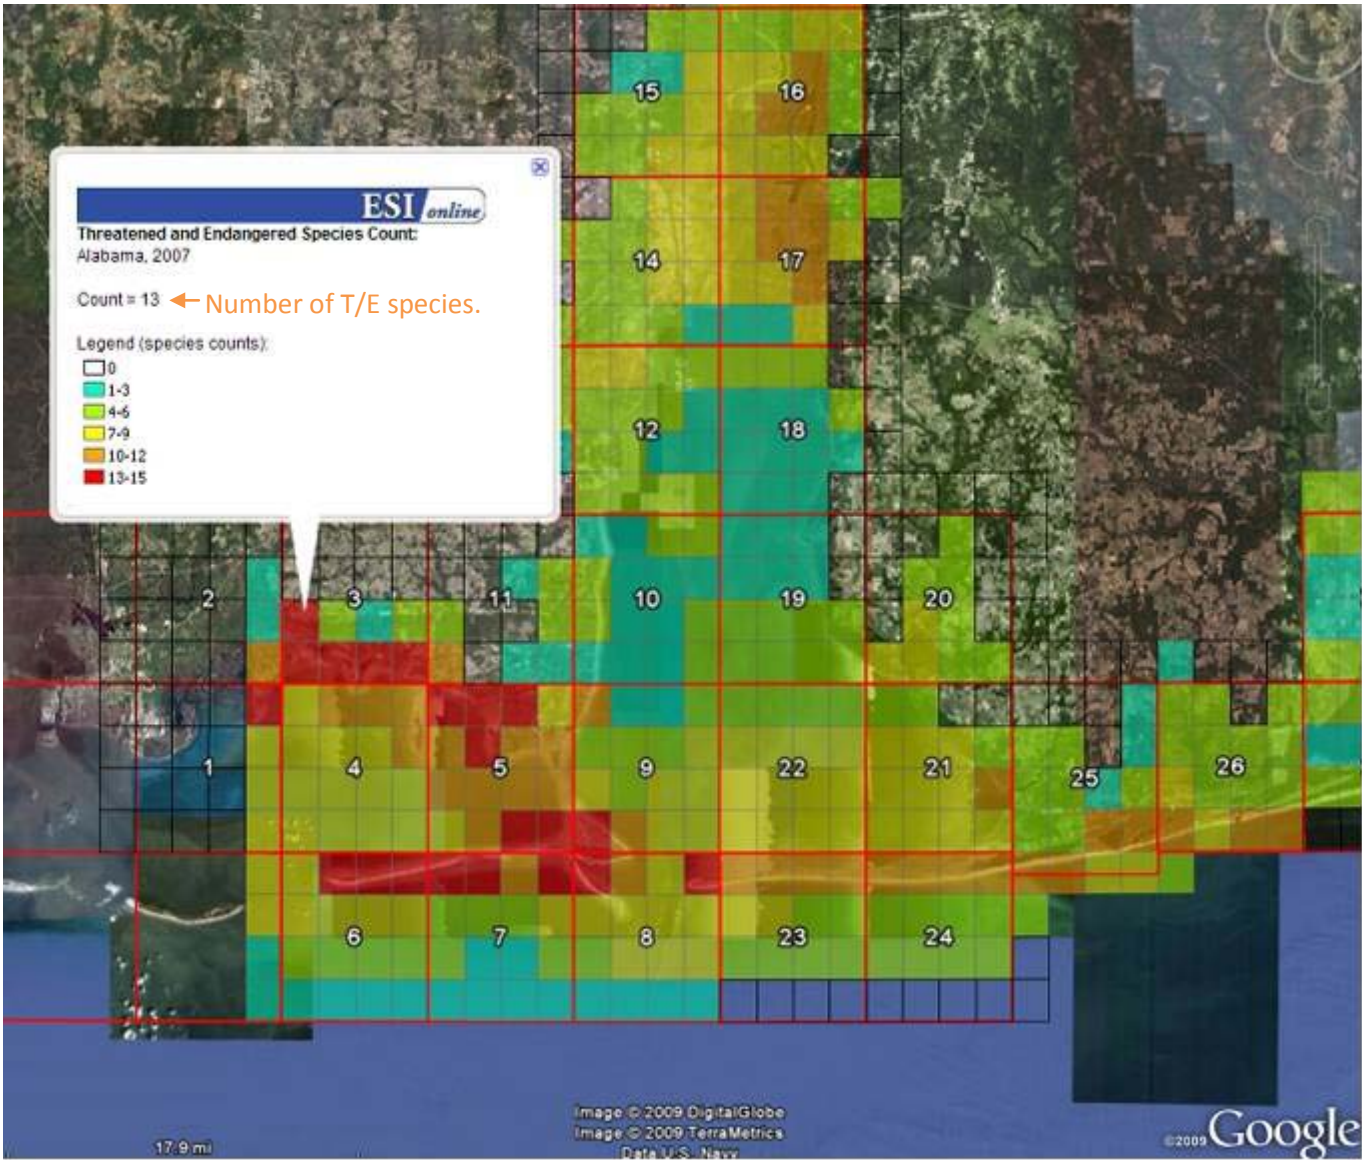 15
16
ESI online
Threatened and Endangered Species Count:
Alabama, 2007
14
17
Count = 13
Number of T/E species.
Legend (species counts):
0
1-3
4-6
7-9
10-12
13-15
12
18
2
3
11
10
19
20
1
4
5
9
22
21
25
26
6
7
8
23
24
Image © 2009 DigitalGlobe
Image © 2009 TerraMetrics
Data U.S. Navy
17.9 mi
©2009 Google